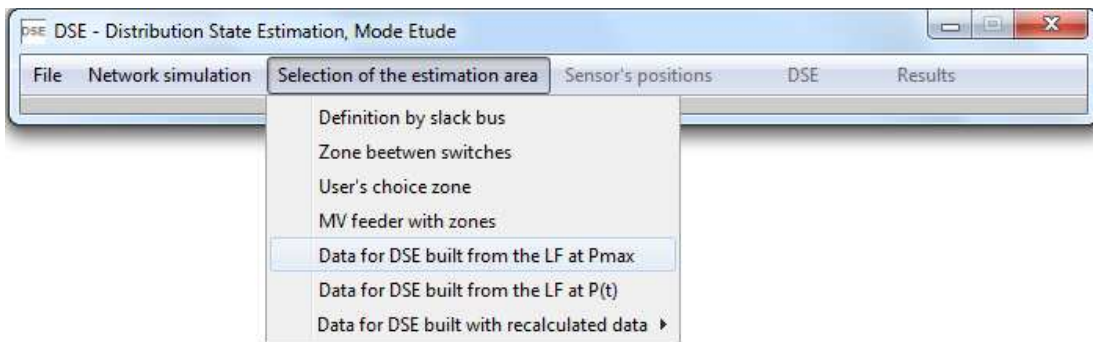 DSE DSE - Distribution State Estimation, Mode Etude
File Network simulation Selection of the estimation area Sensor's positions DSE Results
Definition by slack bus
Zone beetwen switches
User's choice zone
MV feeder with zones
Data for DSE built from the LF at Pmax
Data for DSE built from the LF at P(t)
Data for DSE built with recalculated data